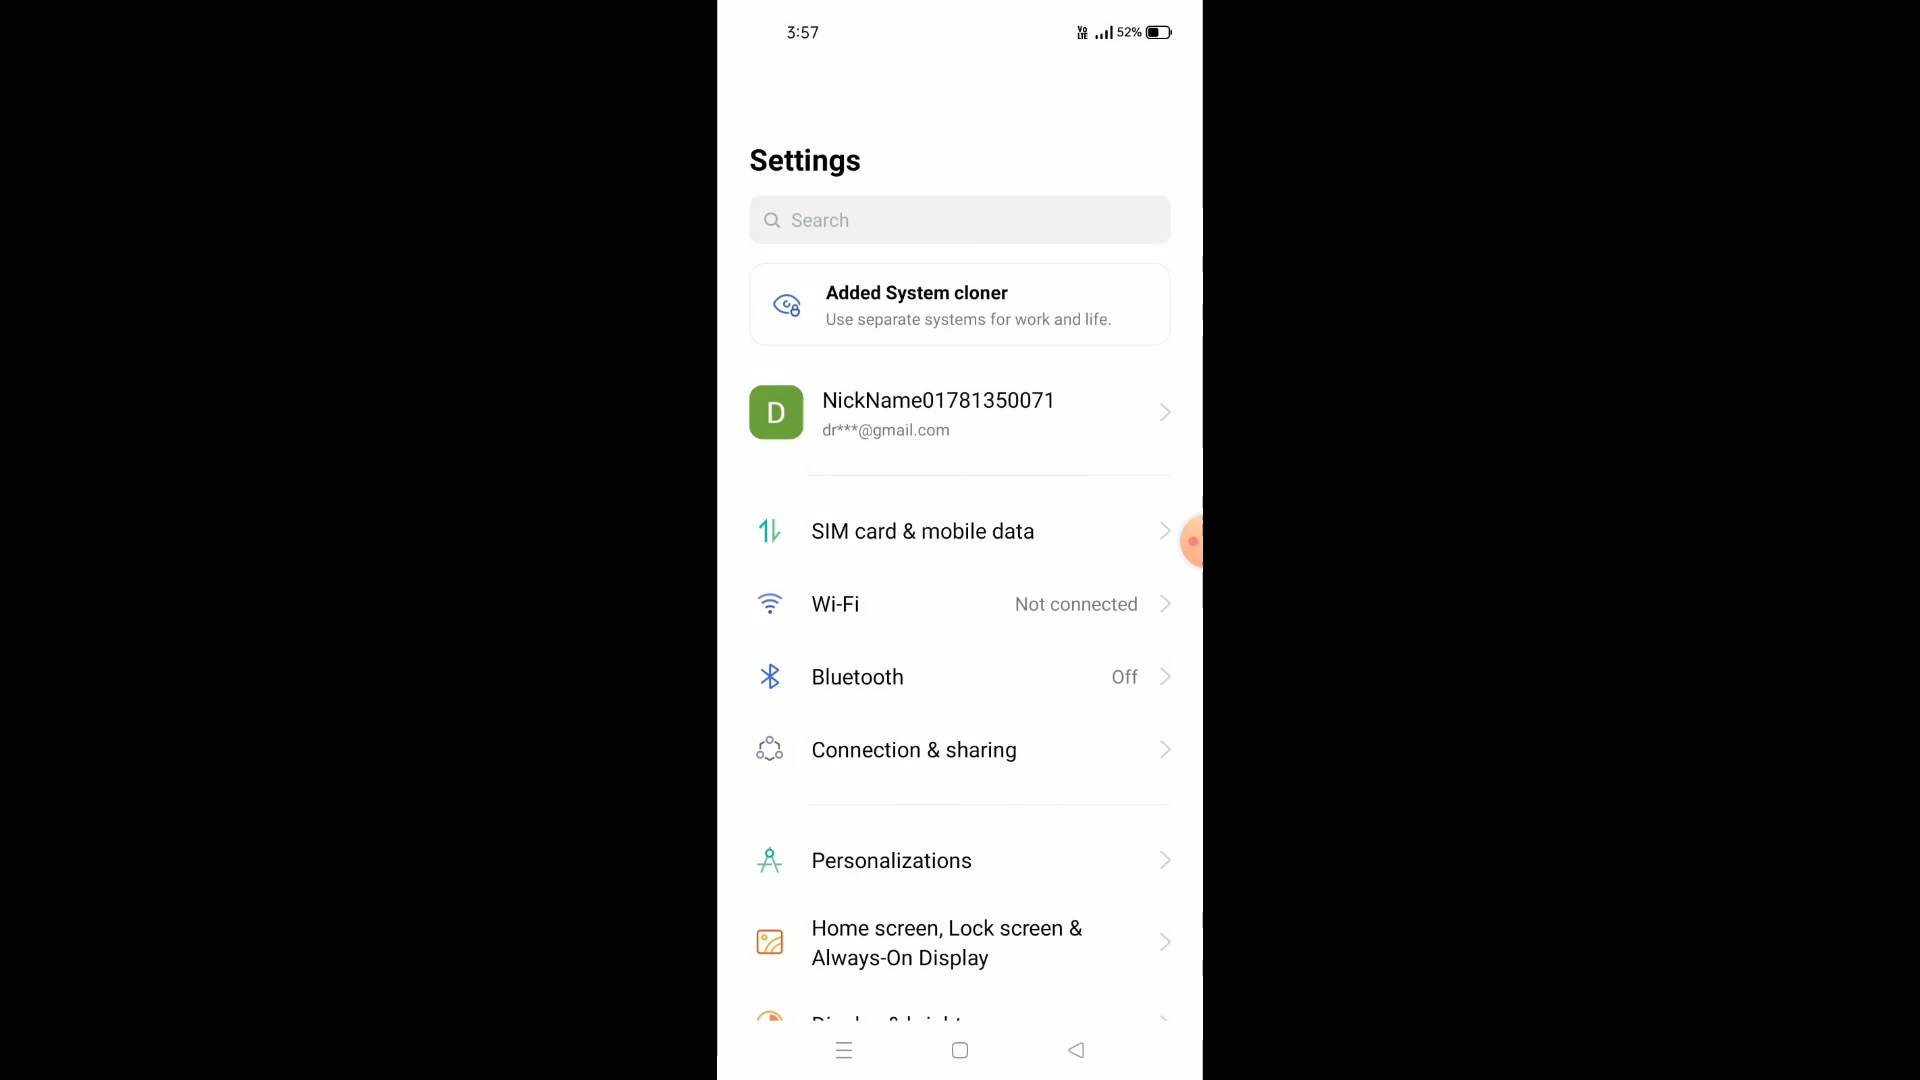 3:57
Vo LTE 52%
Settings
Search
Added System cloner
Use separate systems for work and life.
D
NickName01781350071
dr***@gmail.com
SIM card & mobile data
Wi-Fi
Not connected
Bluetooth
Off
Connection & sharing
Personalizations
Home screen, Lock screen &
Always-On Display